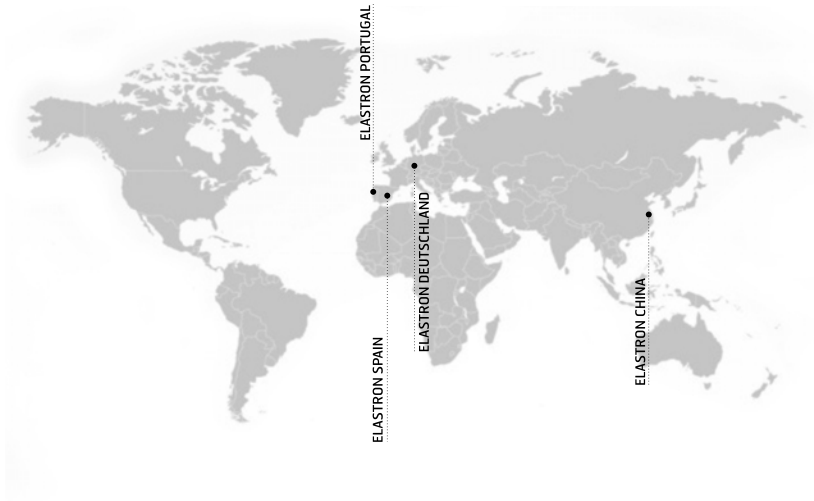 ELASTRON PORTUGAL
ELASTRON SPAIN
ELASTRON DEUTSCHLAND
ELASTRON CHINA